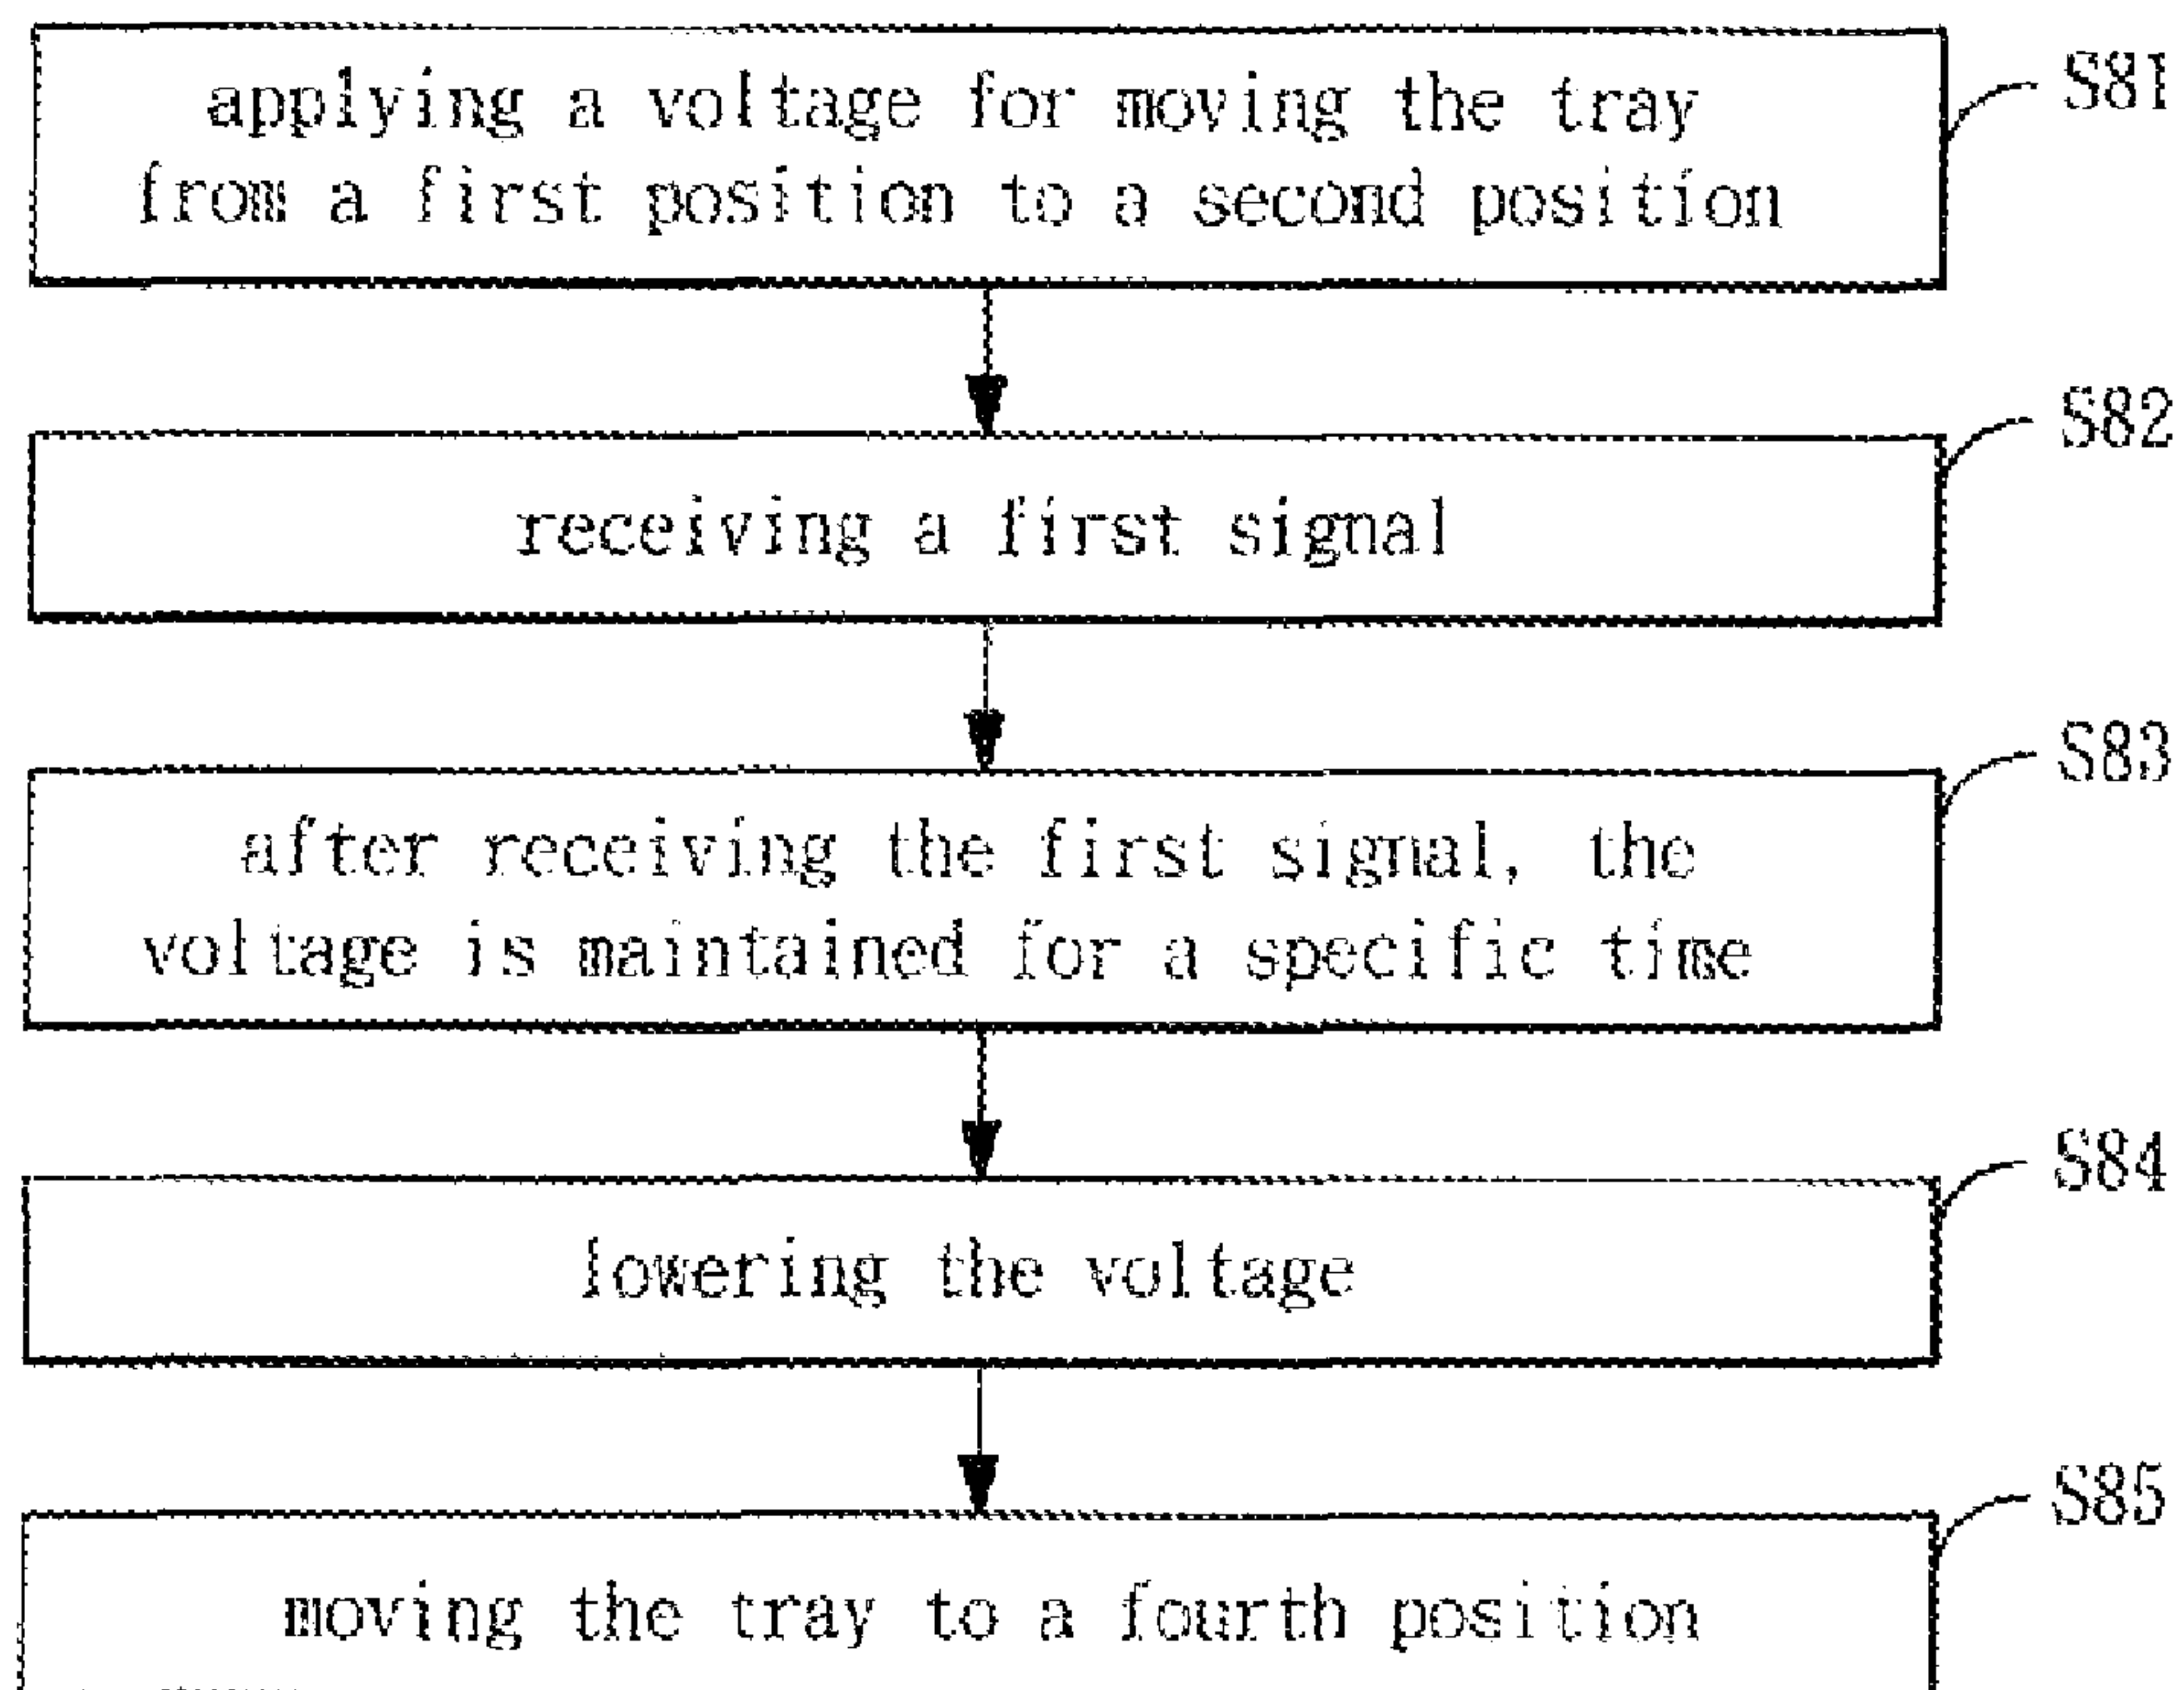 applying a voltage for moving the tray
from a first position to a second position
S81
receiving a first signal
S82
after receiving the first signal, the
voltage is maintained for a specific time
S83
lowering the voltage
S84
moving the tray to a fourth position
S85